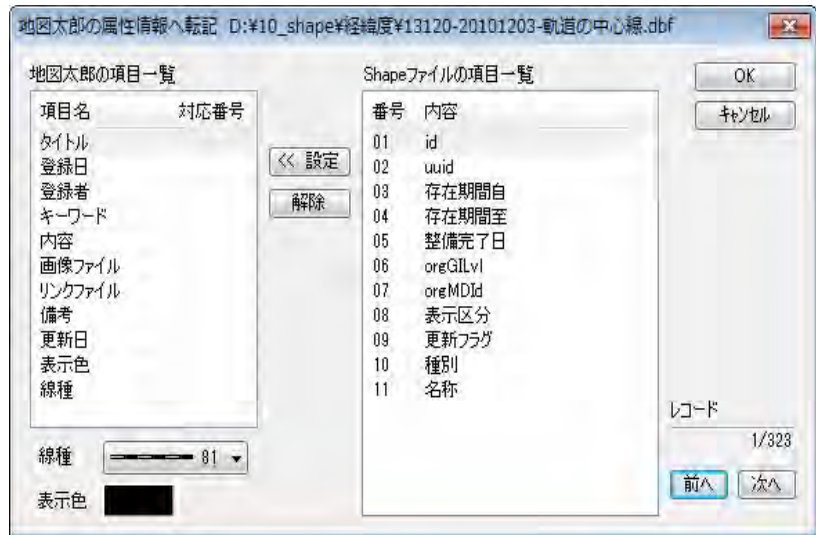 地図太郎の属性情報へ転記 D:¥10_shape¥経緯度¥13120-20101203-軌道の中心線.dbf
地図太郎の項目一覧
項目名 対応番号
タイトル
登録日
登録者
キーワード
内容
画像ファイル
リンクファイル
備考
更新日
表示色
線種
線種 81
表示色
<< 設定
解除
Shapeファイルの項目一覧
番号 内容
01 id
02 uuid
03 存在期間自
04 存在期間至
05 整備完了日
06 orgGILvl
07 orgMDId
08 表示区分
09 更新フラグ
10 種別
11 名称
OK
キャンセル
レコード
1/323
前へ 次へ